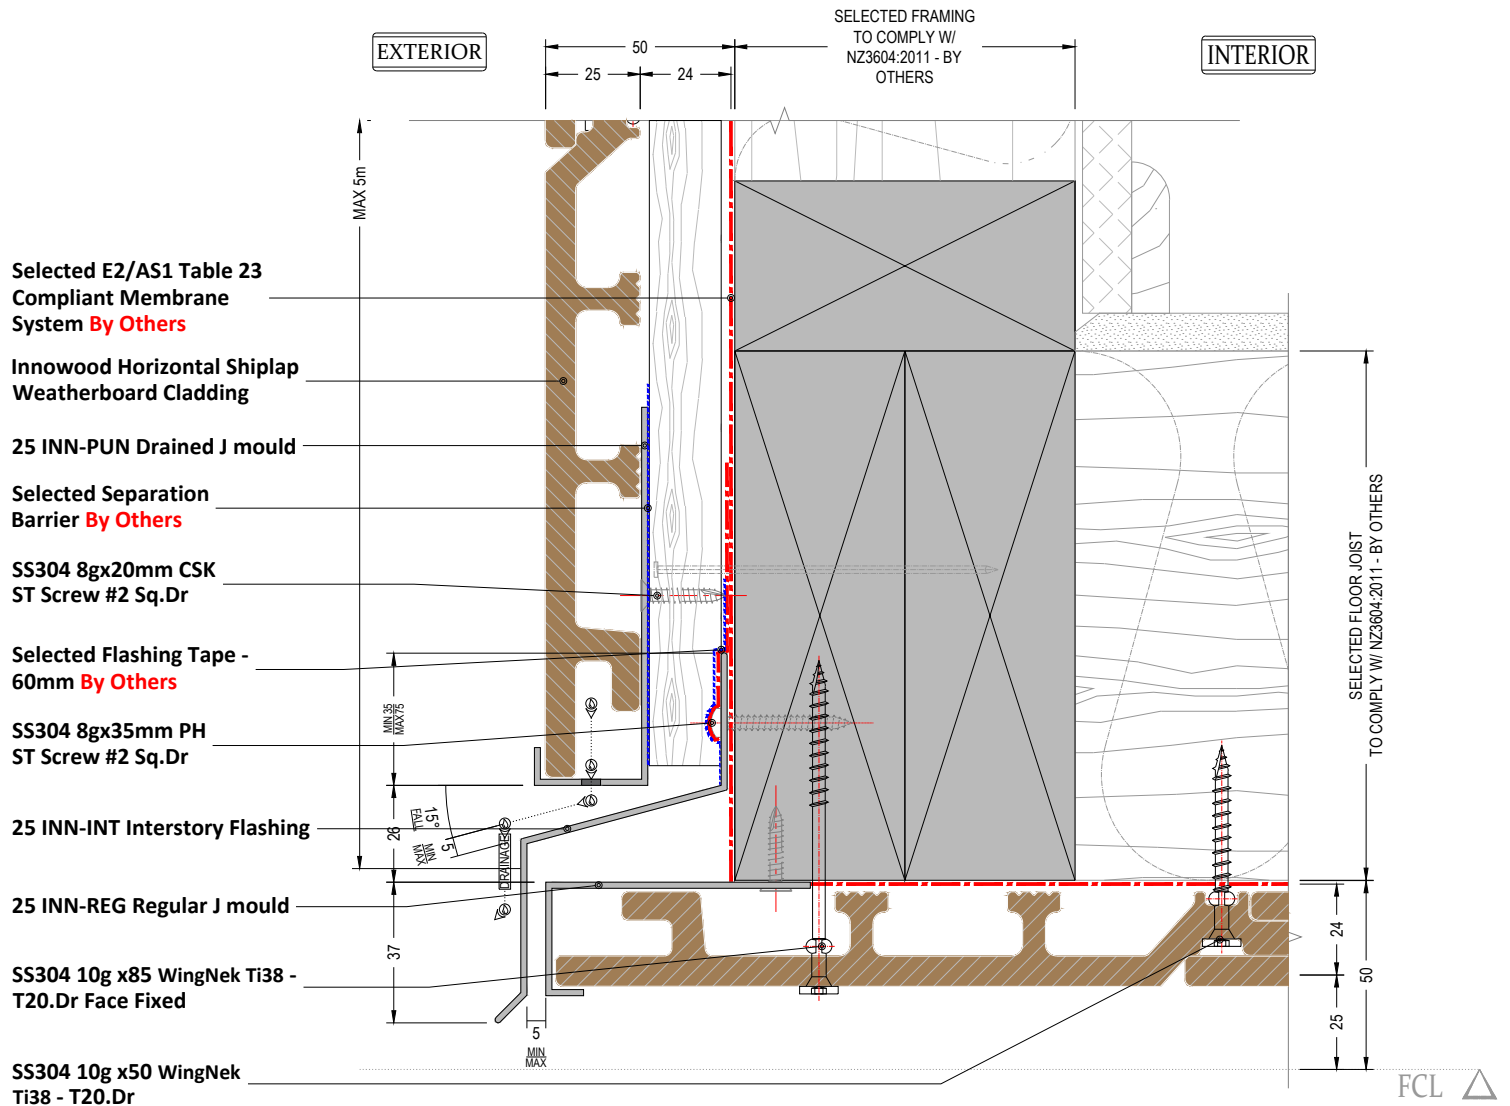 SELECTED FRAMING
TO COMPLY W/
NZ3604:2011 - BY
OTHERS
EXTERIOR
INTERIOR
50
25
24
MAX 5m
Selected E2/AS1 Table 23
Compliant Membrane
System By Others
Innowood Horizontal Shiplap
Weatherboard Cladding
25 INN-PUN Drained J mould
Selected Separation
Barrier By Others
SS304 8gx20mm CSK
ST Screw #2 Sq.Dr
Selected Flashing Tape -
60mm By Others
SS304 8gx35mm PH
ST Screw #2 Sq.Dr
25 INN-INT Interstory Flashing
25 INN-REG Regular J mould
SS304 10g x85 WingNek Ti38 -
T20.Dr Face Fixed
SS304 10g x50 WingNek
Ti38 - T20.Dr
MIN 35
MAX75
26
37
15°
FALL
5
MIN
MAX
DRAINAGE
5
MIN
MAX
SELECTED FLOOR JOIST
TO COMPLY W/ NZ3604:2011 - BY OTHERS
24
25
50
FCL